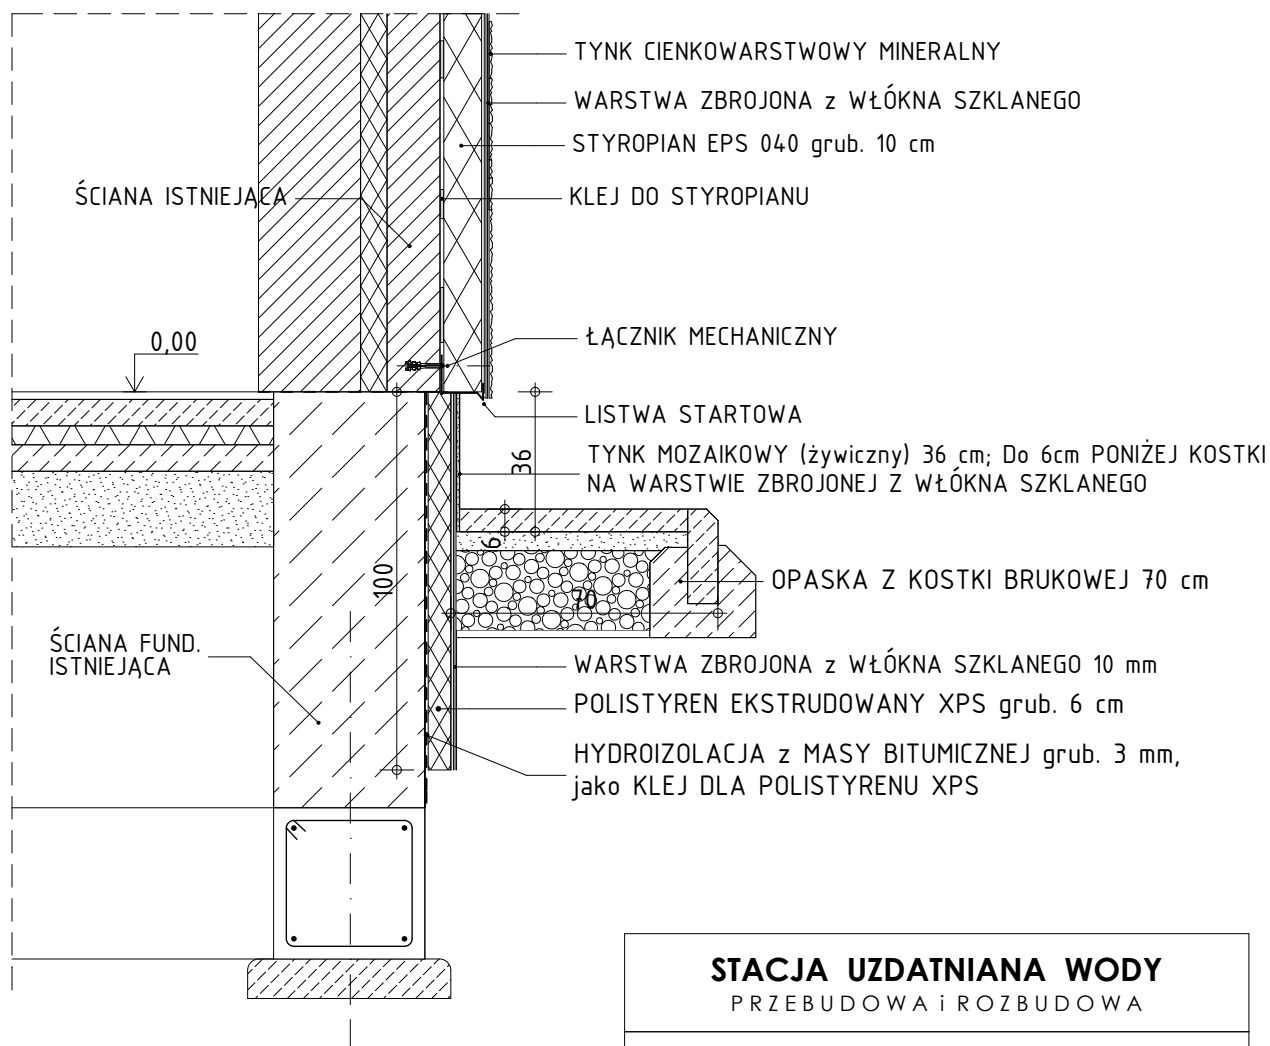 TYNK CIENKOWARSTWOWY MINERALNY
WARSTWA ZBROJONA z WŁÓKNA SZKLANEGO
STYROPIAN EPS 040 grub. 10 cm
ŚCIANA ISTNIEJĄCA
KLEJ DO STYROPIANU
0,00
ŁĄCZNIK MECHANICZNY
LISTWA STARTOWA
36
TYNK MOZAIKOWY (żywiczny) 36 cm; Do 6cm PONIŻEJ KOSTKI
NA WARSTWIE ZBROJONEJ Z WŁÓKNA SZKLANEGO
6
100
70
OPASKA Z KOSTKI BRUKOWEJ 70 cm
ŚCIANA FUND.
ISTNIEJĄCA
WARSTWA ZBROJONA z WŁÓKNA SZKLANEGO 10 mm
POLISTYREN EKSTRUDOWANY XPS grub. 6 cm
HYDROIZOLACJA z MASY BITUMICZNEJ grub. 3 mm,
jako KLEJ DLA POLISTYRENU XPS
STACJA UZDATNIANA WODY
PRZEBUDOWA i ROZBUDOWA